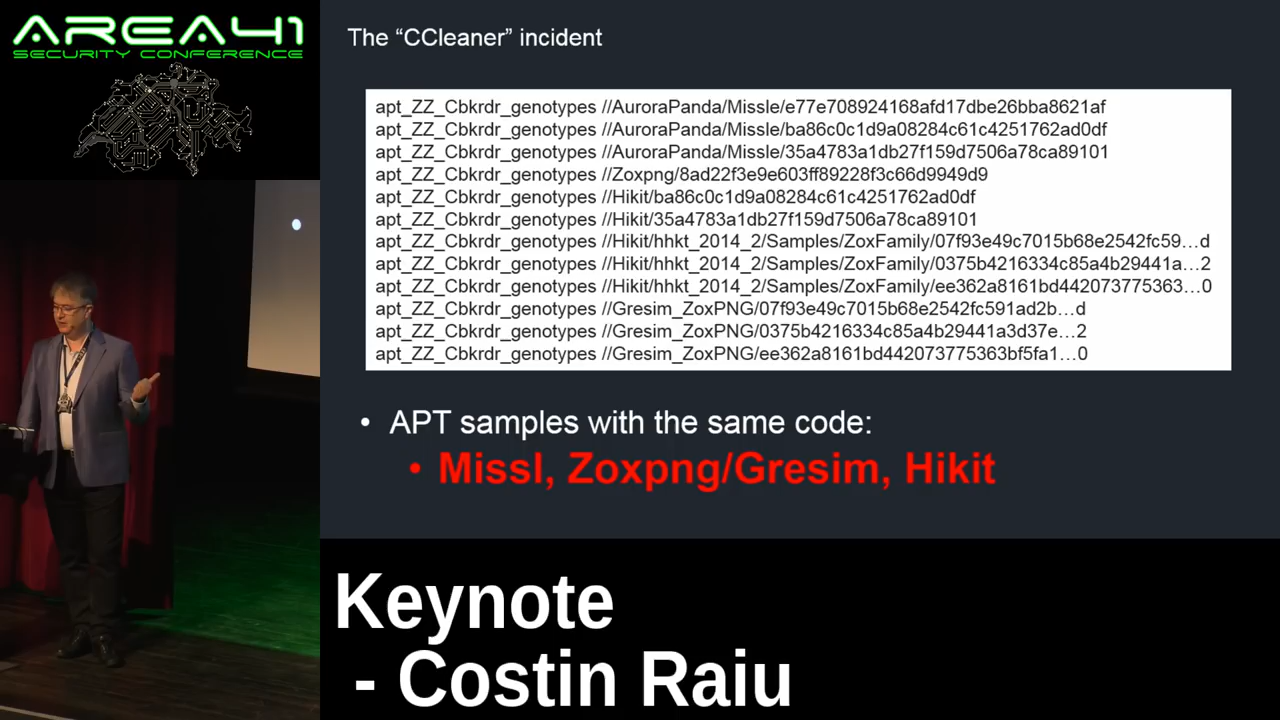 AREA41
SECURITY CONFERENCE
The “CCleaner” incident
apt_ZZ_Cbkrdr_genotypes //AuroraPanda/Missle/e77e708924168afd17dbe26bba8621af
apt_ZZ_Cbkrdr_genotypes //AuroraPanda/Missle/ba86c0c1d9a08284c61c4251762ad0df
apt_ZZ_Cbkrdr_genotypes //AuroraPanda/Missle/35a4783a1db27f159d7506a78ca89101
apt_ZZ_Cbkrdr_genotypes //Zoxpng/8ad22f3e9e603ff89228f3c66d9949d9
apt_ZZ_Cbkrdr_genotypes //Hikit/ba86c0c1d9a08284c61c4251762ad0df
apt_ZZ_Cbkrdr_genotypes //Hikit/35a4783a1db27f159d7506a78ca89101
apt_ZZ_Cbkrdr_genotypes //Hikit/hhkt_2014_2/Samples/ZoxFamily/07f93e49c7015b68e2542fc59…d
apt_ZZ_Cbkrdr_genotypes //Hikit/hhkt_2014_2/Samples/ZoxFamily/0375b4216334c85a4b29441a…2
apt_ZZ_Cbkrdr_genotypes //Hikit/hhkt_2014_2/Samples/ZoxFamily/ee362a8161bd442073775363…0
apt_ZZ_Cbkrdr_genotypes //Gresim_ZoxPNG/07f93e49c7015b68e2542fc591ad2b…d
apt_ZZ_Cbkrdr_genotypes //Gresim_ZoxPNG/0375b4216334c85a4b29441a3d37e…2
apt_ZZ_Cbkrdr_genotypes //Gresim_ZoxPNG/ee362a8161bd442073775363bf5fa1…0
• APT samples with the same code:
• Missl, Zoxpng/Gresim, Hikit
Keynote
- Costin Raiu